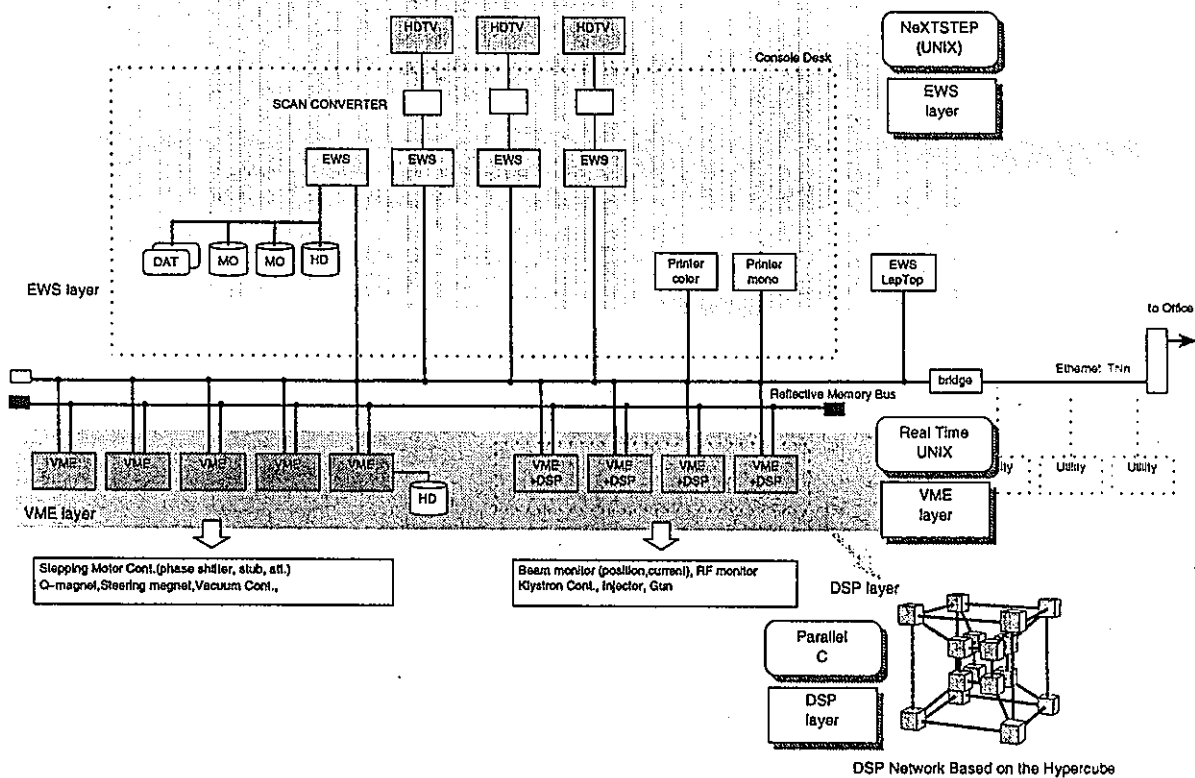 HDTV
HDTV
HDTV
NeXTSTEP
(UNIX)
Console Desk
EWS
layer
SCAN CONVERTER
EWS
EWS
EWS
EWS
DAT
MO
MO
HD
Printer
color
Printer
mono
EWS
LapTop
EWS layer
to Office
bridge
Ethernet
Reflective Memory Bus
Real Time
UNIX
VME
VME
VME
VME
VME
VME
+DSP
VME
+DSP
VME
+DSP
VME
+DSP
Utility
Utility
HD
VME
layer
VME layer
Stepping Motor Cont.(phase shifter, stub, att.)
Q-magnet,Steering megnet,Vacuum Cont.,
Beam monitor (position,current), RF monitor
Klystron Cont., Injector, Gun
DSP layer
Parallel
C
DSP
layer
DSP Network Based on the Hypercube